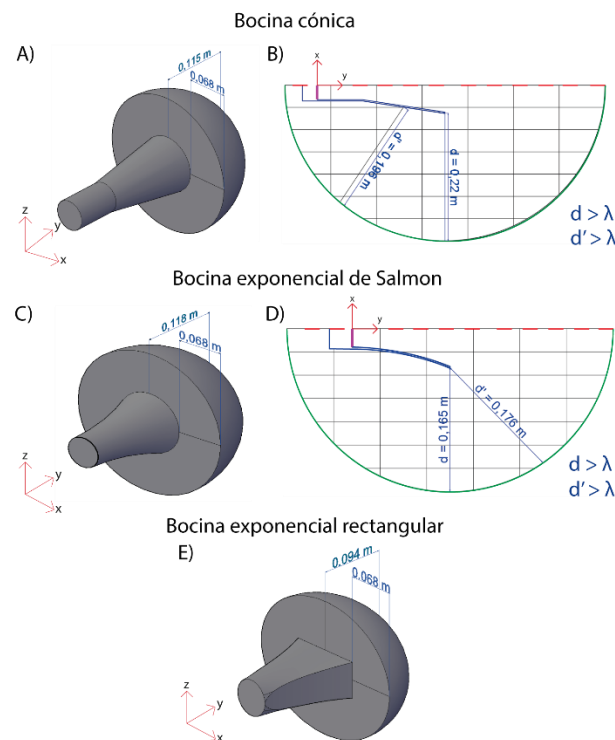 Bocina cónica
A)
0,115 m
0,068 m
z
y
x
B)
x
y
d' = 0,196 m
d = 0,22 m
d > λ
d' > λ
Bocina exponencial de Salmon
C)
0,118 m
0,068 m
z
y
x
D)
x
y
d = 0,165 m
d' = 0,176 m
d > λ
d' > λ
Bocina exponencial rectangular
E)
0,094 m
0,068 m
z
y
x